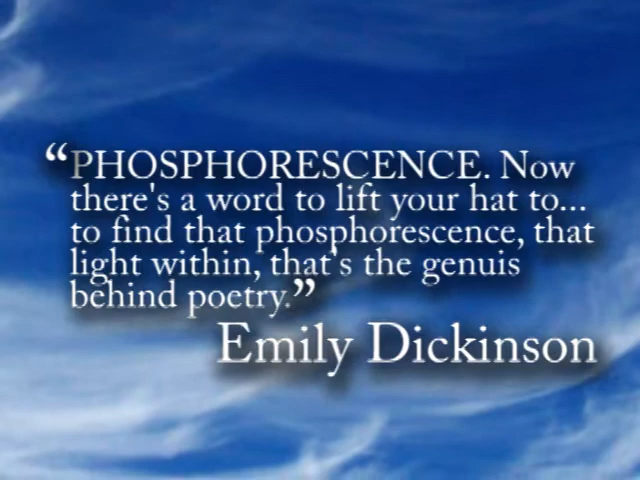 “PHOSPHORESCENCE. Now
there's a word to lift your hat to...
to find that phosphorescence, that
light within, that's the genuis
behind poetry.”
Emily Dickinson